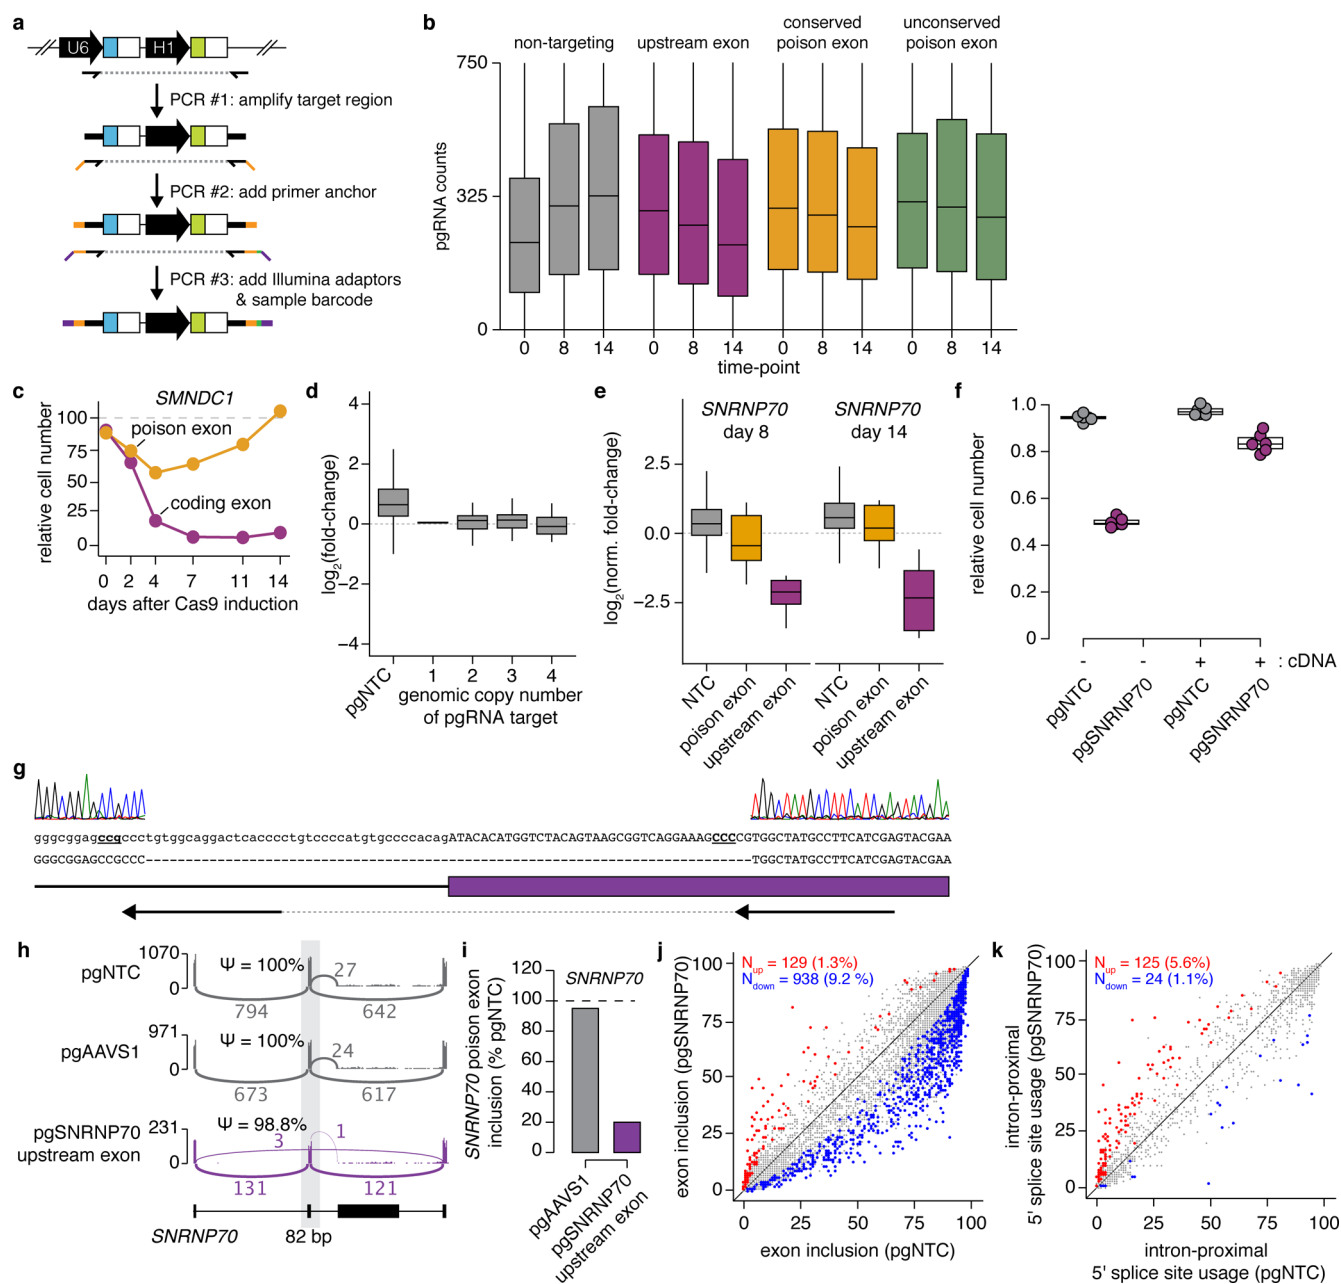 a
U6
H1
PCR #1: amplify target region
PCR #2: add primer anchor
PCR #3: add Illumina adaptors
& sample barcode
b
non-targeting
upstream exon
conserved
poison exon
unconserved
poison exon
pgRNA counts
750
325
0
0 8 14 0 8 14 0 8 14 0 8 14
time-point
c
SMNDC1
relative cell number
100
75
50
25
0
poison exon
coding exon
0 2 4 7 11 14
days after Cas9 induction
d
log2(fold-change)
4
2
0
−2
−4
pgNTC
1 2 3 4
genomic copy number
of pgRNA target
e
SNRNP70
day 8
SNRNP70
day 14
log2(norm. fold-change)
2.5
0.0
−2.5
NTC
poison exon
upstream exon
NTC
poison exon
upstream exon
f
relative cell number
1.0
0.8
0.6
0.4
0.2
0
- - + + : cDNA
pgNTC
pgSNRNP70
pgNTC
pgSNRNP70
g
gggcggagccgccctgtggcaggactcacccctgtccccatgtgccccacagATACACATGGTCTACAGTAAGCGGTCAGGAAAGCCCCGTGGCTATGCCTTCATCGAGTACGAA
GGGCGGAGCCGCCC------------------------------------------------------------------------------TGGCTATGCCTTCATCGAGTACGAA
h
pgNTC
1070
0
Ψ = 100%
27
794
642
pgAAVS1
971
0
Ψ = 100%
24
673
617
pgSNRNP70
upstream exon
231
0
Ψ = 98.8%
3
1
131
121
SNRNP70
82 bp
i
SNRNP70
SNRNP70 poison exon
inclusion (% pgNTC)
120
100
80
60
40
20
0
pgAAVS1
pgSNRNP70
upstream exon
j
Nup = 129 (1.3%)
Ndown = 938 (9.2 %)
exon inclusion (pgSNRNP70)
100
75
50
25
0
0 25 50 75 100
exon inclusion (pgNTC)
k
Nup = 125 (5.6%)
Ndown = 24 (1.1%)
intron-proximal
5' splice site usage (pgSNRNP70)
100
75
50
25
0
0 25 50 75 100
intron-proximal
5' splice site usage (pgNTC)